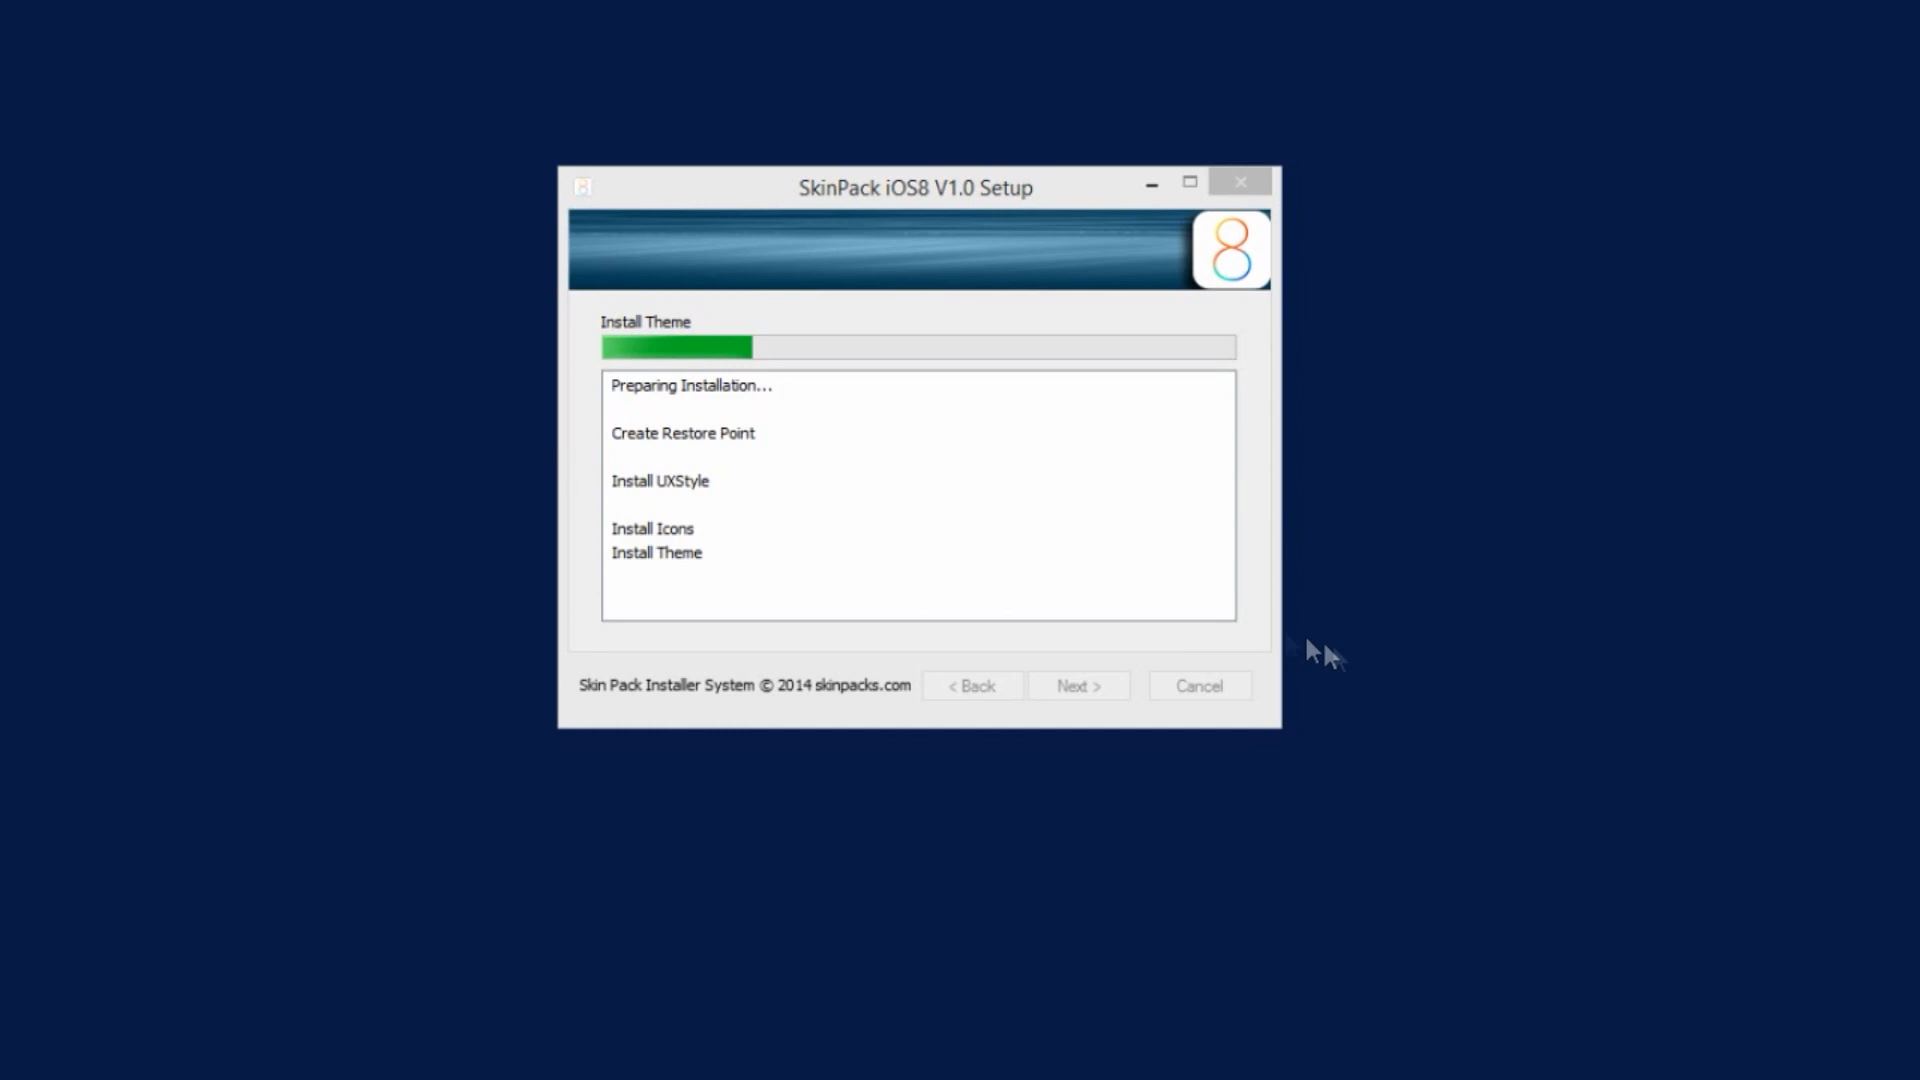 SkinPack iOS8 V1.0 Setup
8
Install Theme
Preparing Installation...
Create Restore Point
Install UXStyle
Install Icons
Install Theme
Skin Pack Installer System © 2014 skinpacks.com
< Back
Next >
Cancel